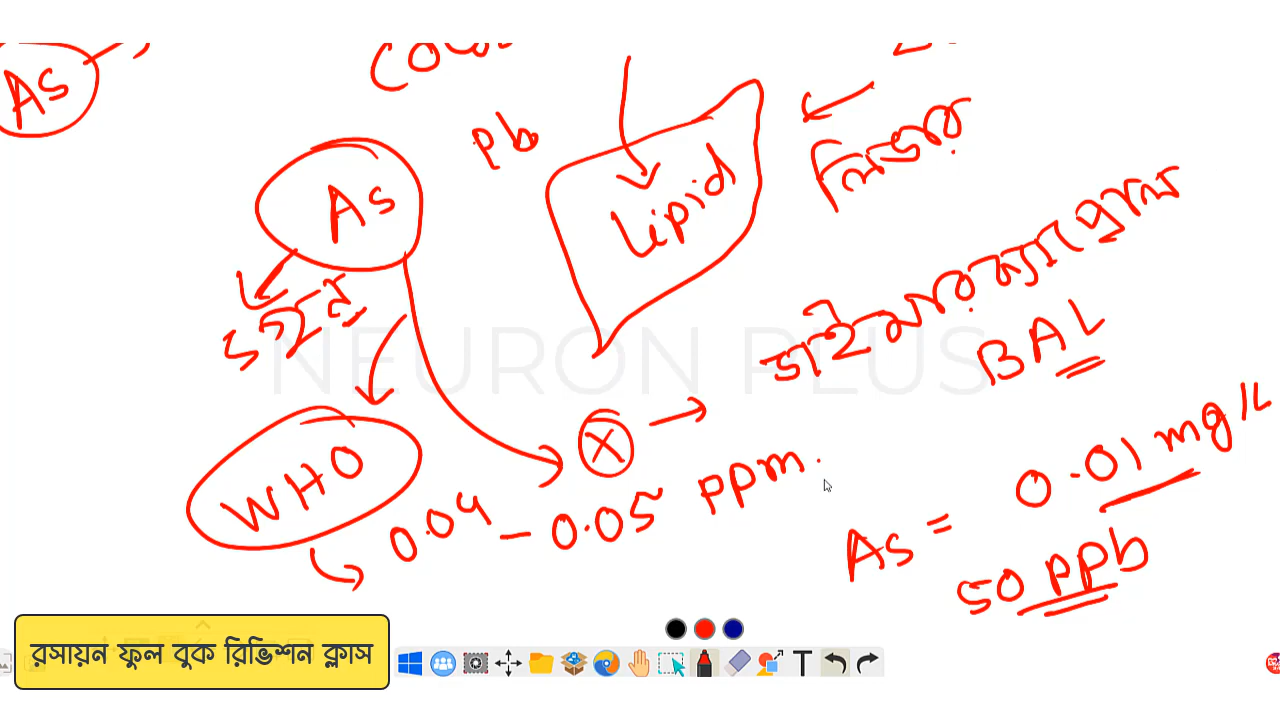 As
pb
As
Lipid
লিভার
ডাইমারক্যাপ্রোল
BAL
NEURON PLUS
X
WHO
0.04 - 0.05 ppm.
0.01 mg/L
As =
50 ppb
রসায়ন ফুল বুক রিভিশন ক্লাস
T